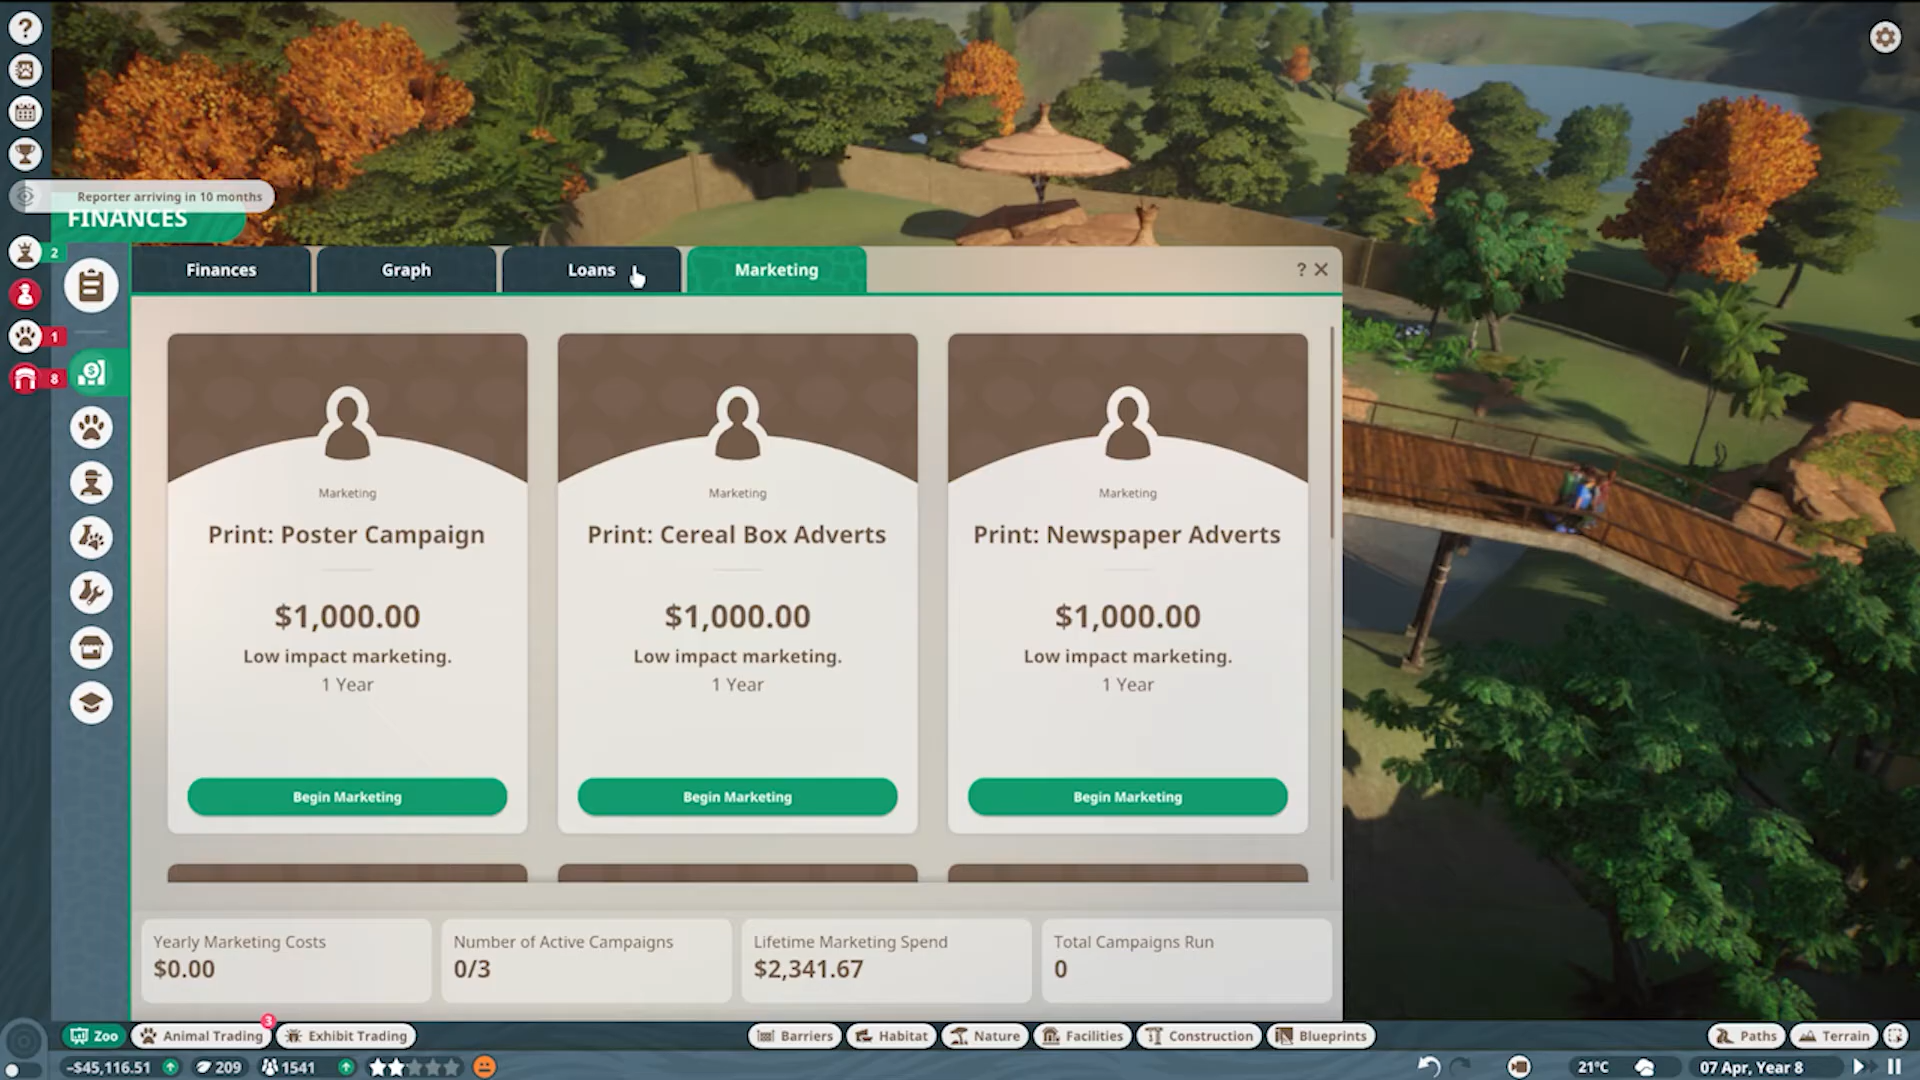 ?
Reporter arriving in 10 months
FINANCES
2
1
8
Finances
Graph
Loans
Marketing
?
Marketing
Print: Poster Campaign
$1,000.00
Low impact marketing.
1 Year
Begin Marketing
Marketing
Print: Cereal Box Adverts
$1,000.00
Low impact marketing.
1 Year
Begin Marketing
Marketing
Print: Newspaper Adverts
$1,000.00
Low impact marketing.
1 Year
Begin Marketing
Yearly Marketing Costs
$0.00
Number of Active Campaigns
0/3
Lifetime Marketing Spend
$2,341.67
Total Campaigns Run
0
Zoo
Animal Trading
3
Exhibit Trading
Barriers
Habitat
Nature
Facilities
Construction
Blueprints
Paths
Terrain
-$45,116.51
209
1541
21°C
07 Apr, Year 8